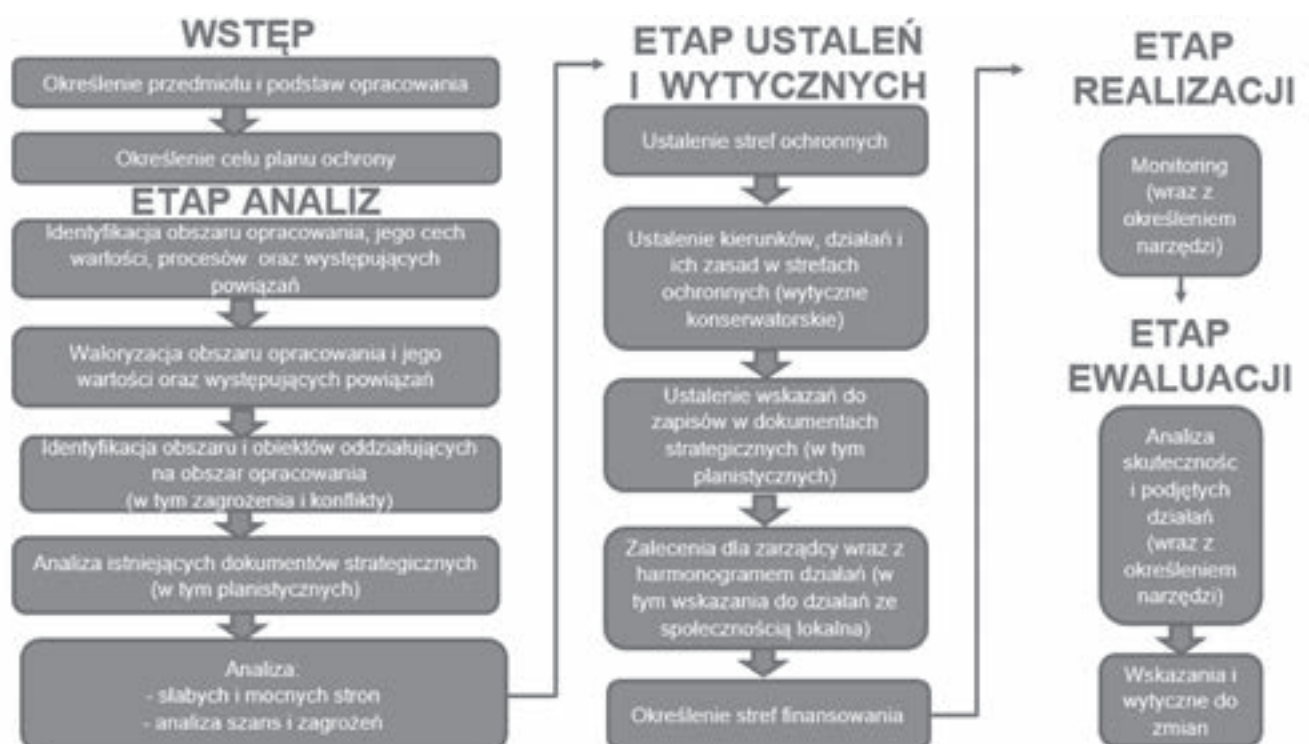 WSTĘP
Określenie przedmiotu i podstaw opracowania
Określenie celu planu ochrony
ETAP ANALIZ
Identyfikacja obszaru opracowania, jego cech
wartości, procesów oraz występujących
powiązań
Waloryzacja obszaru opracowania i jego
wartości oraz występujących powiązań
Identyfikacja obszaru i obiektów oddziałujących
na obszar opracowania
(w tym zagrożenia i konflikty)
Analiza istniejących dokumentów strategicznych
(w tym planistycznych)
Analiza:
- słabych i mocnych stron
- analiza szans i zagrożeń
ETAP USTALEŃ
I WYTYCZNYCH
Ustalenie stref ochronnych
Ustalenie kierunków, działań i
ich zasad w strefach
ochronnych (wytyczne
konserwatorskie)
Ustalenie wskazań do
zapisów w dokumentach
strategicznych (w tym
planistycznych)
Zalecenia dla zarządcy wraz z
harmonogramem działań (w
tym wskazania do działań ze
społecznością lokalna)
Określenie stref finansowania
ETAP
REALIZACJI
Monitoring
(wraz z
określeniem
narzędzi)
ETAP
EWALUACJI
Analiza
skutecznośc
i podjętych
działań
(wraz z
określeniem
narzędzi)
Wskazania i
wytyczne do
zmian